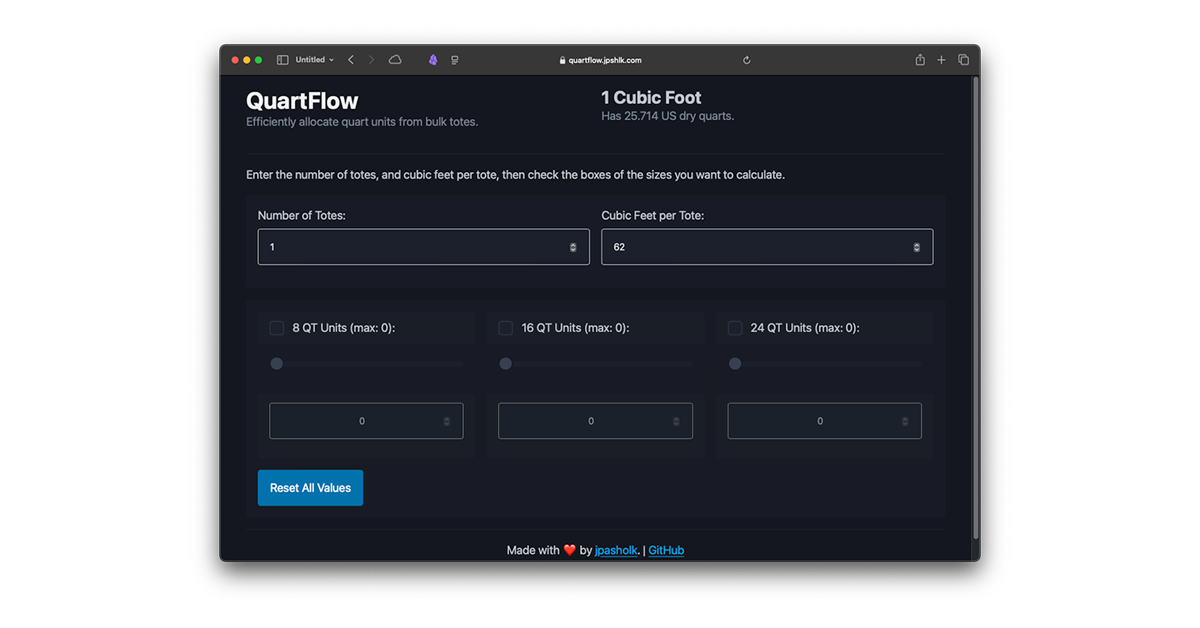 Untitled
quartflow.jpshlk.com
QuartFlow
Efficiently allocate quart units from bulk totes.
1 Cubic Foot
Has 25.714 US dry quarts.
Enter the number of totes, and cubic feet per tote, then check the boxes of the sizes you want to calculate.
Number of Totes:
1
Cubic Feet per Tote:
62
8 QT Units (max: 0):
16 QT Units (max: 0):
24 QT Units (max: 0):
0
0
0
Reset All Values
Made with ❤️ by jpasholk. | GitHub